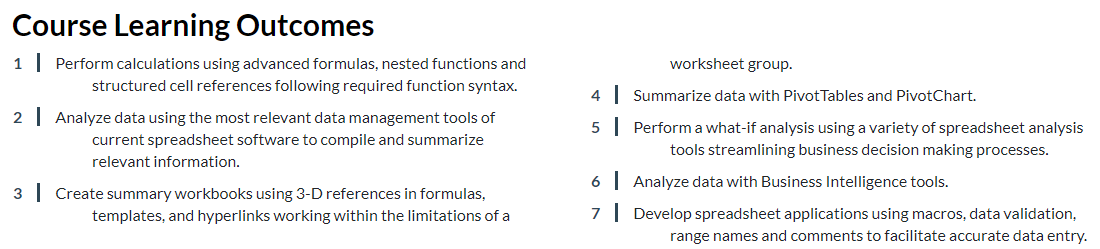 Course Learning Outcomes
1 Perform calculations using advanced formulas, nested functions and
structured cell references following required function syntax.
2 Analyze data using the most relevant data management tools of
current spreadsheet software to compile and summarize
relevant information.
3 Create summary workbooks using 3-D references in formulas,
templates, and hyperlinks working within the limitations of a
worksheet group.
4 Summarize data with PivotTables and PivotChart.
5 Perform a what-if analysis using a variety of spreadsheet analysis
tools streamlining business decision making processes.
6 Analyze data with Business Intelligence tools.
7 Develop spreadsheet applications using macros, data validation,
range names and comments to facilitate accurate data entry.